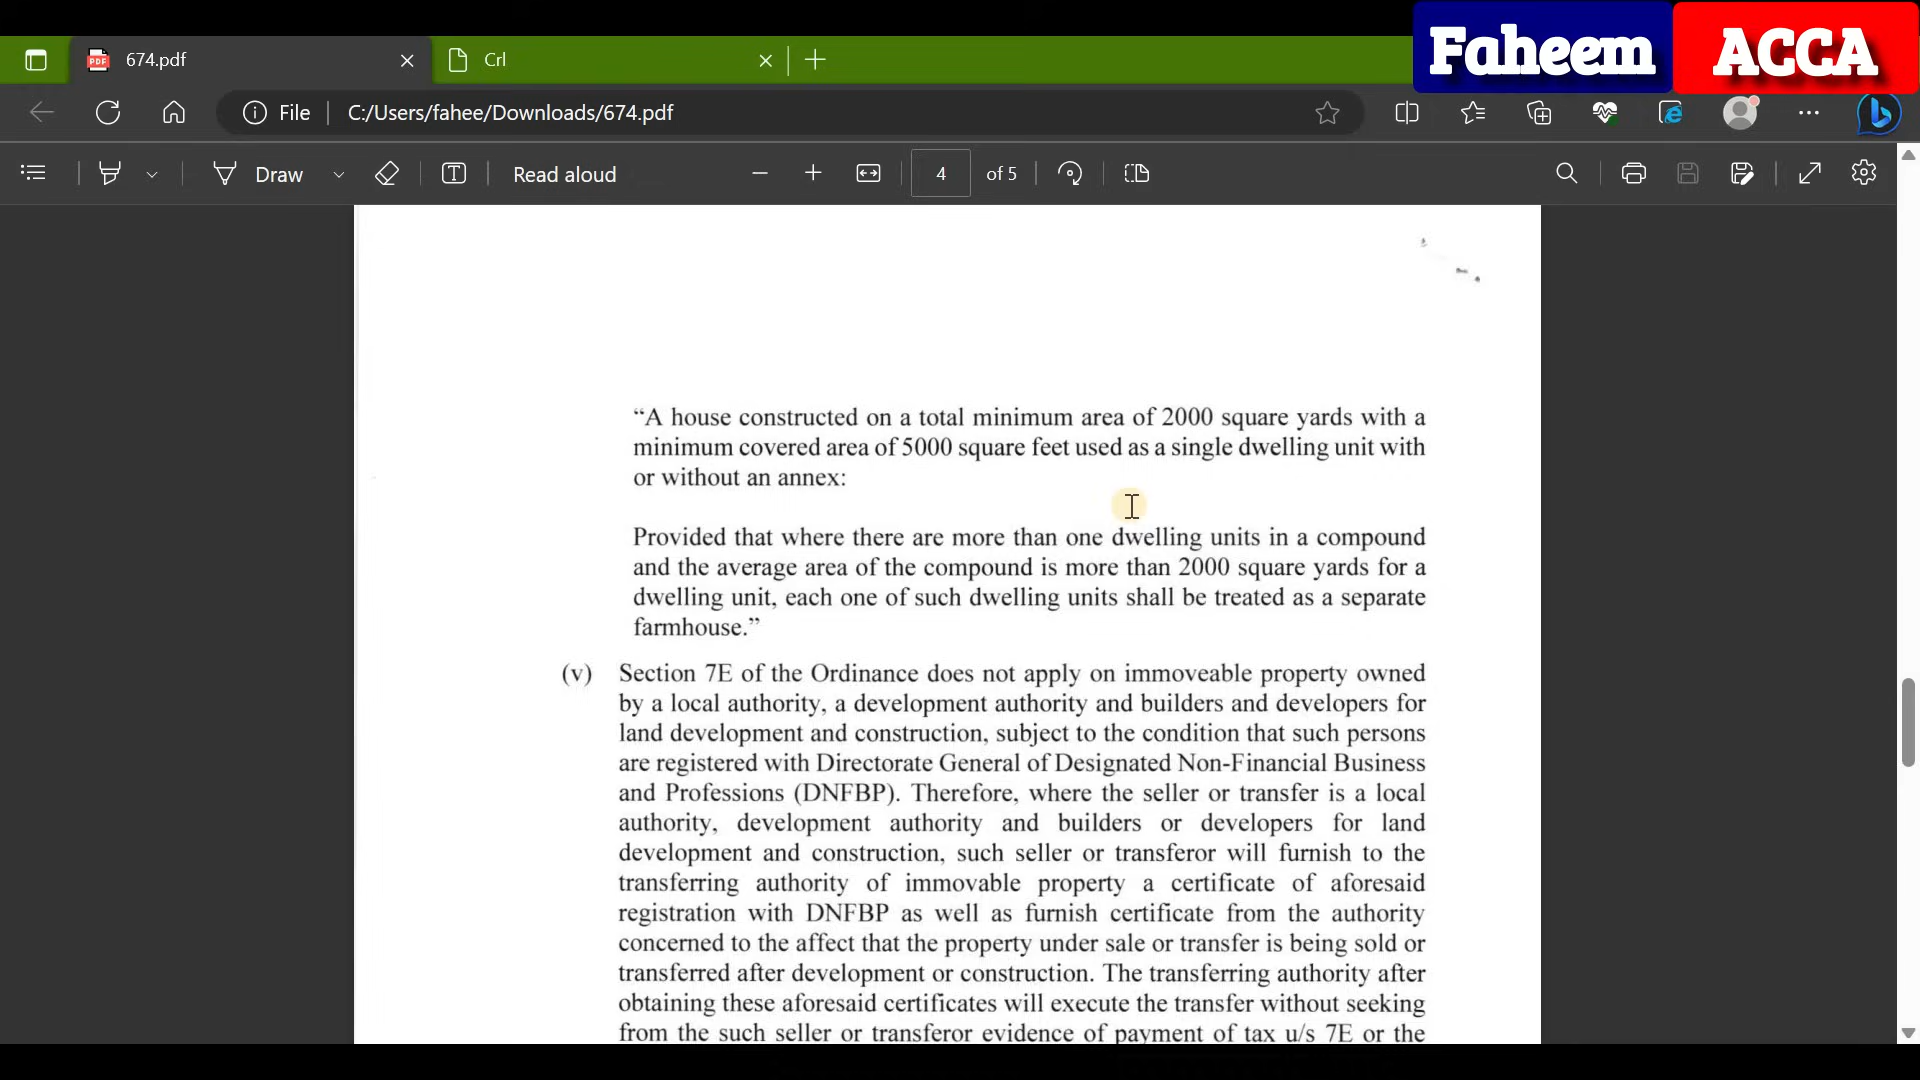 Faheem ACCA
674.pdf
Crl
File
C:/Users/fahee/Downloads/674.pdf
Draw
Read aloud
4 of 5
“A house constructed on a total minimum area of 2000 square yards with a
minimum covered area of 5000 square feet used as a single dwelling unit with
or without an annex:
Provided that where there are more than one dwelling units in a compound
and the average area of the compound is more than 2000 square yards for a
dwelling unit, each one of such dwelling units shall be treated as a separate
farmhouse.”
(v) Section 7E of the Ordinance does not apply on immoveable property owned
by a local authority, a development authority and builders and developers for
land development and construction, subject to the condition that such persons
are registered with Directorate General of Designated Non-Financial Business
and Professions (DNFBP). Therefore, where the seller or transfer is a local
authority, development authority and builders or developers for land
development and construction, such seller or transferor will furnish to the
transferring authority of immovable property a certificate of aforesaid
registration with DNFBP as well as furnish certificate from the authority
concerned to the affect that the property under sale or transfer is being sold or
transferred after development or construction. The transferring authority after
obtaining these aforesaid certificates will execute the transfer without seeking
from the such seller or transferor evidence of payment of tax u/s 7E or the